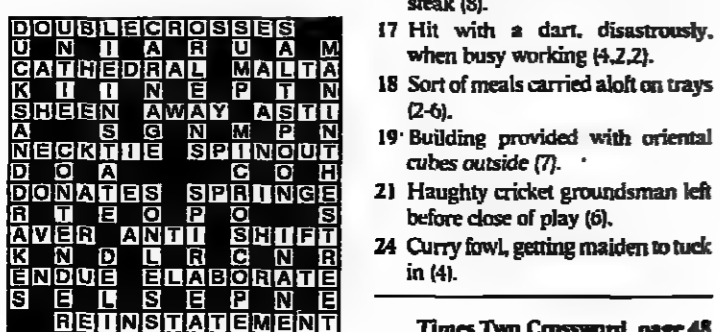 DOUBLECROSSES
U N I A R U A M
CATHEDRAL MALTA
K I I N E P T N
SHEEN AWAY ASTI
A S G N M P N
NECKTIE SPINOUT
D O A C O H
DONATES SPRINGE
R T E O P O S
AVER ANTI SHIFT
K N D L R C N R
ENDUE ELABORATE
S E L S E P N E
REINSTATEMENT
steak (8).
17 Hit with a dart, disastrously,
when busy working (4,2,2).
18 Sort of meals carried aloft on trays
(2-6).
19 Building provided with oriental
cubes outside (7).
21 Haughty cricket groundsman left
before close of play (6).
24 Curry fowl, getting maiden to tuck
in (4).
Times Two Crossword, page 48